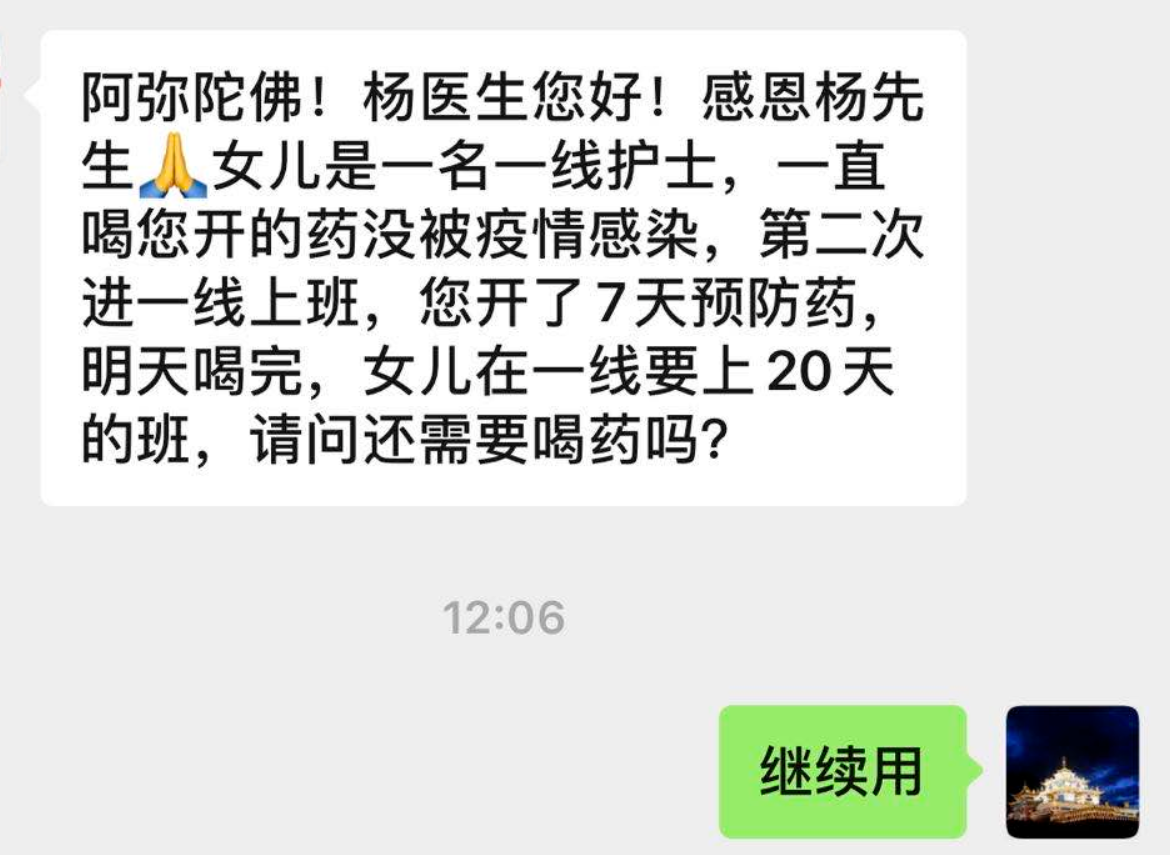 阿弥陀佛！杨医生您好！感恩杨先
生🙏女儿是一名一线护士，一直
喝您开的药没被疫情感染，第二次
进一线上班，您开了7天预防药，
明天喝完，女儿在一线要上20天
的班，请问还需要喝药吗?
12:06
继续用